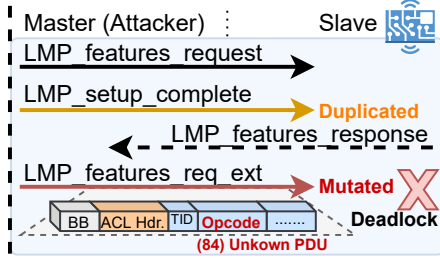 Master (Attacker) Slave
LMP_features_request
LMP_setup_complete
Duplicated
LMP_features_response
LMP_features_req_ext
Mutated
Deadlock
BB ACL Hdr. TID Opcode .......
(84) Unkown PDU